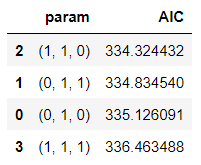 param AIC
2 (1, 1, 0) 334.324432
1 (0, 1, 1) 334.834540
0 (0, 1, 0) 335.126091
3 (1, 1, 1) 336.463488